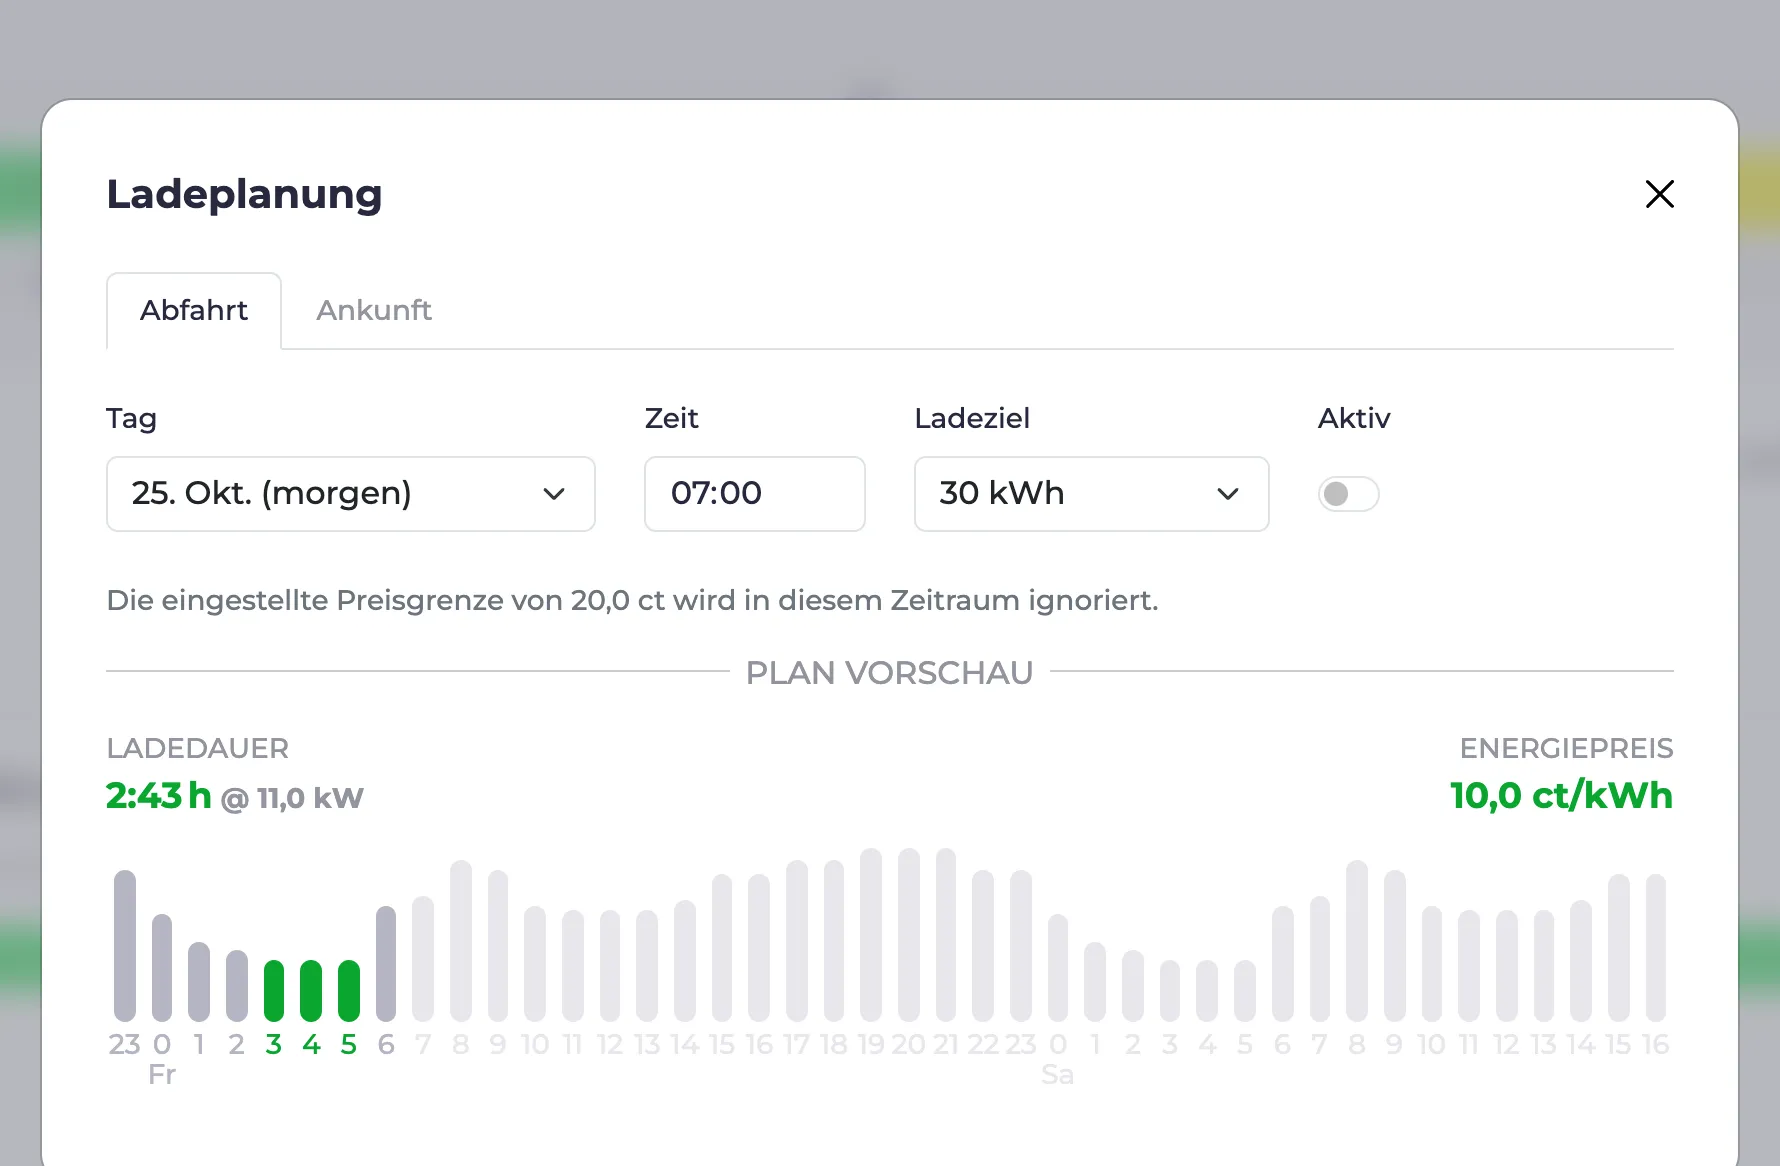 Ladeplanung
Abfahrt Ankunft
Tag Zeit Ladeziel Aktiv
25. Okt. (morgen) 07:00 30 kWh
Die eingestellte Preisgrenze von 20,0 ct wird in diesem Zeitraum ignoriert.
PLAN VORSCHAU
LADEDAUER ENERGIEPREIS
2:43 h @ 11,0 kW 10,0 ct/kWh
23 0 1 2 3 4 5 6 7 8 9 10 11 12 13 14 15 16 17 18 19 20 21 22 23 0 1 2 3 4 5 6 7 8 9 10 11 12 13 14 15 16
Fr Sa